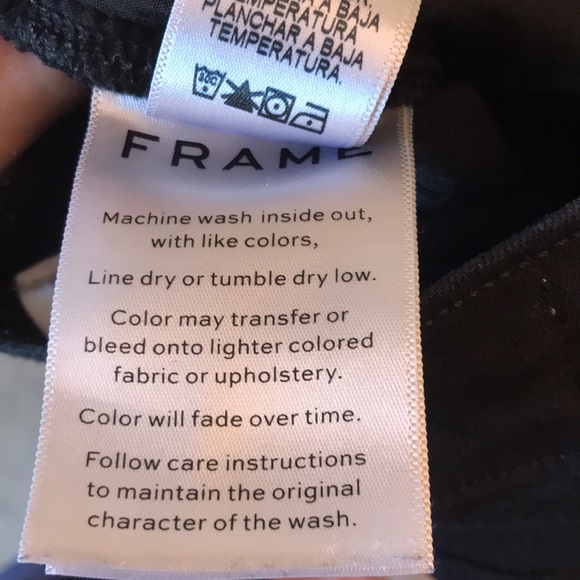 TEMPERATURA
PLANCHAR A BAJA
TEMPERATURA.
30C
FRAME
Machine wash inside out,
with like colors,
Line dry or tumble dry low.
Color may transfer or
bleed onto lighter colored
fabric or upholstery.
Color will fade over time.
Follow care instructions
to maintain the original
character of the wash.